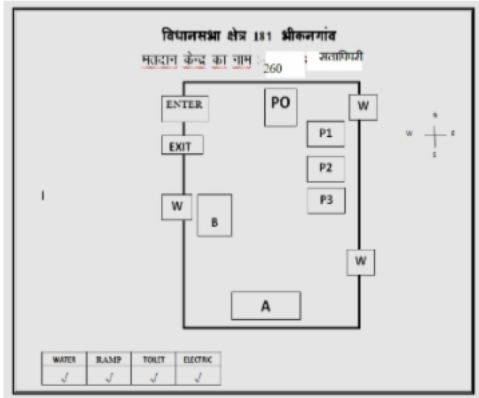 विधानसभा क्षेत्र 181 भीकनगांव
मतदान केन्द्र का नाम :- 260 : सतापिपरी
ENTER
PO
W
EXIT
P1
P2
P3
W
B
W
A
N
W E
S
WATER RAMP TOILET ELECTRIC
✓ ✓ ✓ ✓